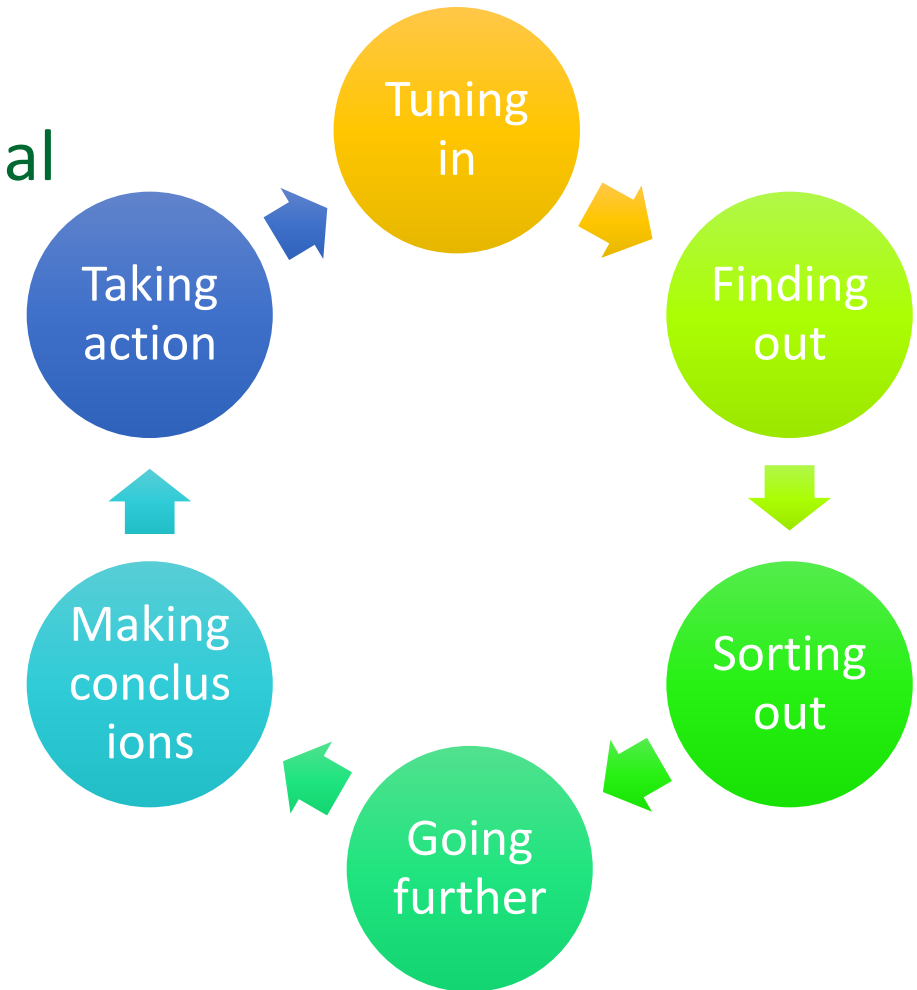 al
Tuning
in
Finding
out
Sorting
out
Going
further
Making
conclus
ions
Taking
action